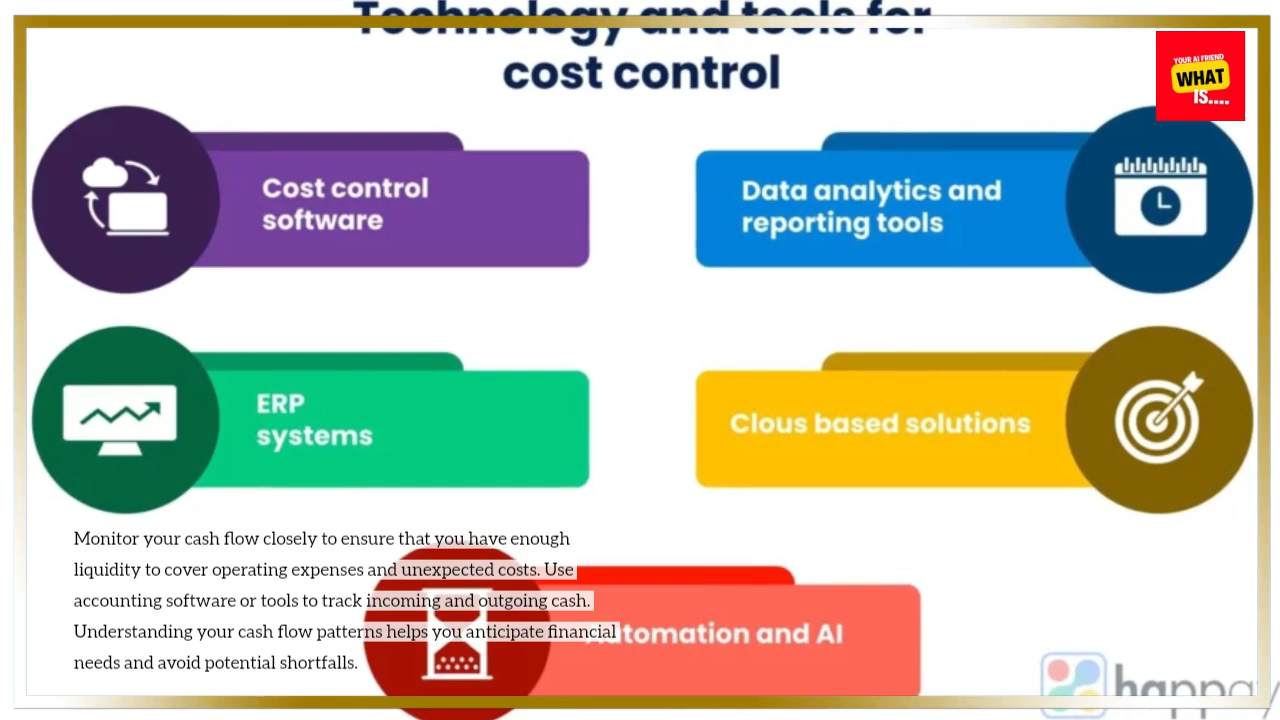 Technology and tools for
cost control
YOUR AI FRIEND
WHAT
IS....
Cost control
software
Data analytics and
reporting tools
ERP
systems
Clous based solutions
Monitor your cash flow closely to ensure that you have enough
liquidity to cover operating expenses and unexpected costs. Use
accounting software or tools to track incoming and outgoing cash.
Understanding your cash flow patterns helps you anticipate financial
needs and avoid potential shortfalls.
Automation and AI
happay